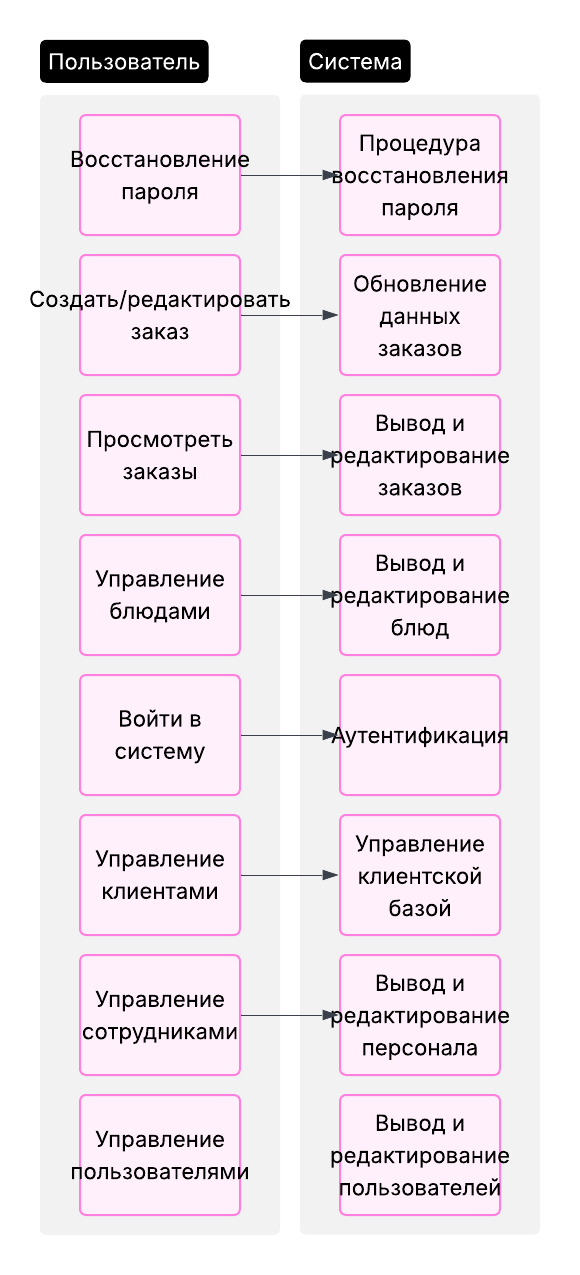 Пользователь
Система
Восстановление
пароля
Процедура
восстановления
пароля
Создать/редактировать
заказ
Обновление
данных
заказов
Просмотреть
заказы
Вывод и
редактирование
заказов
Управление
блюдами
Вывод и
редактирование
блюд
Войти в
систему
Аутентификация
Управление
клиентами
Управление
клиентской
базой
Управление
сотрудниками
Вывод и
редактирование
персонала
Управление
пользователями
Вывод и
редактирование
пользователей